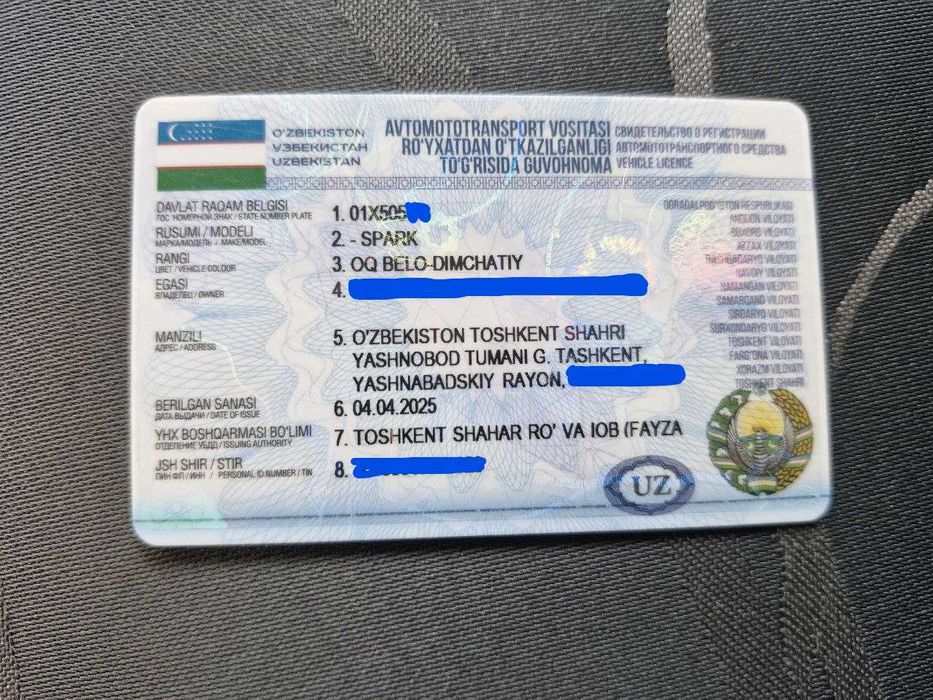 O'ZBEKISTON
ЎЗБЕКИСТАН
UZBEKISTAN
AVTOMOTOTRANSPORT VOSITASI
RO'YXATDAN O'TKAZILGANLIGI
TO'G'RISIDA GUVOHNOMA
СВИДЕТЕЛЬСТВО О РЕГИСТРАЦИИ
АВТОМОТОТРАНСПОРТНОГО СРЕДСТВА
VEHICLE LICENCE
DAVLAT RAQAM BELGISI
ГОС. НОМЕРНОЙ ЗНАК / STATE NUMBER PLATE
1. 01X505
RUSUMI / MODELI
МАРКА/МОДЕЛЬ / MAKE/MODEL
2. - SPARK
RANGI
ЦВЕТ / VEHICLE COLOUR
3. OQ BELO-DIMCHATIY
EGASI
ВЛАДЕЛЕЦ / OWNER
4.
MANZILI
АДРЕС / ADDRESS
5. O'ZBEKISTON TOSHKENT SHAHRI
YASHNOBOD TUMANI G. TASHKENT,
YASHNABADSKIY RAYON,
BERILGAN SANASI
ДАТА ВЫДАЧИ / DATE OF ISSUE
6. 04.04.2025
YHX BOSHQARMASI BO'LIMI
ОТДЕЛЕНИЕ УБДД / ISSUING AUTHORITY
7. TOSHKENT SHAHAR RO' VA IOB (FAYZA
JSH SHIR / STIR
ПИНФЛ / ИНН / PERSONAL ID NUMBER / TIN
8.
QORAQALPOG'ISTON RESPUBLIKASI
ANDIJON VILOYATI
BUXORO VILOYATI
JIZZAX VILOYATI
QASHQADARYO VILOYATI
NAVOIY VILOYATI
NAMANGAN VILOYATI
SAMARQAND VILOYATI
SIRDARYO VILOYATI
SURXONDARYO VILOYATI
TOSHKENT VILOYATI
FARG'ONA VILOYATI
XORAZM VILOYATI
TOSHKENT SHAHRI
UZ